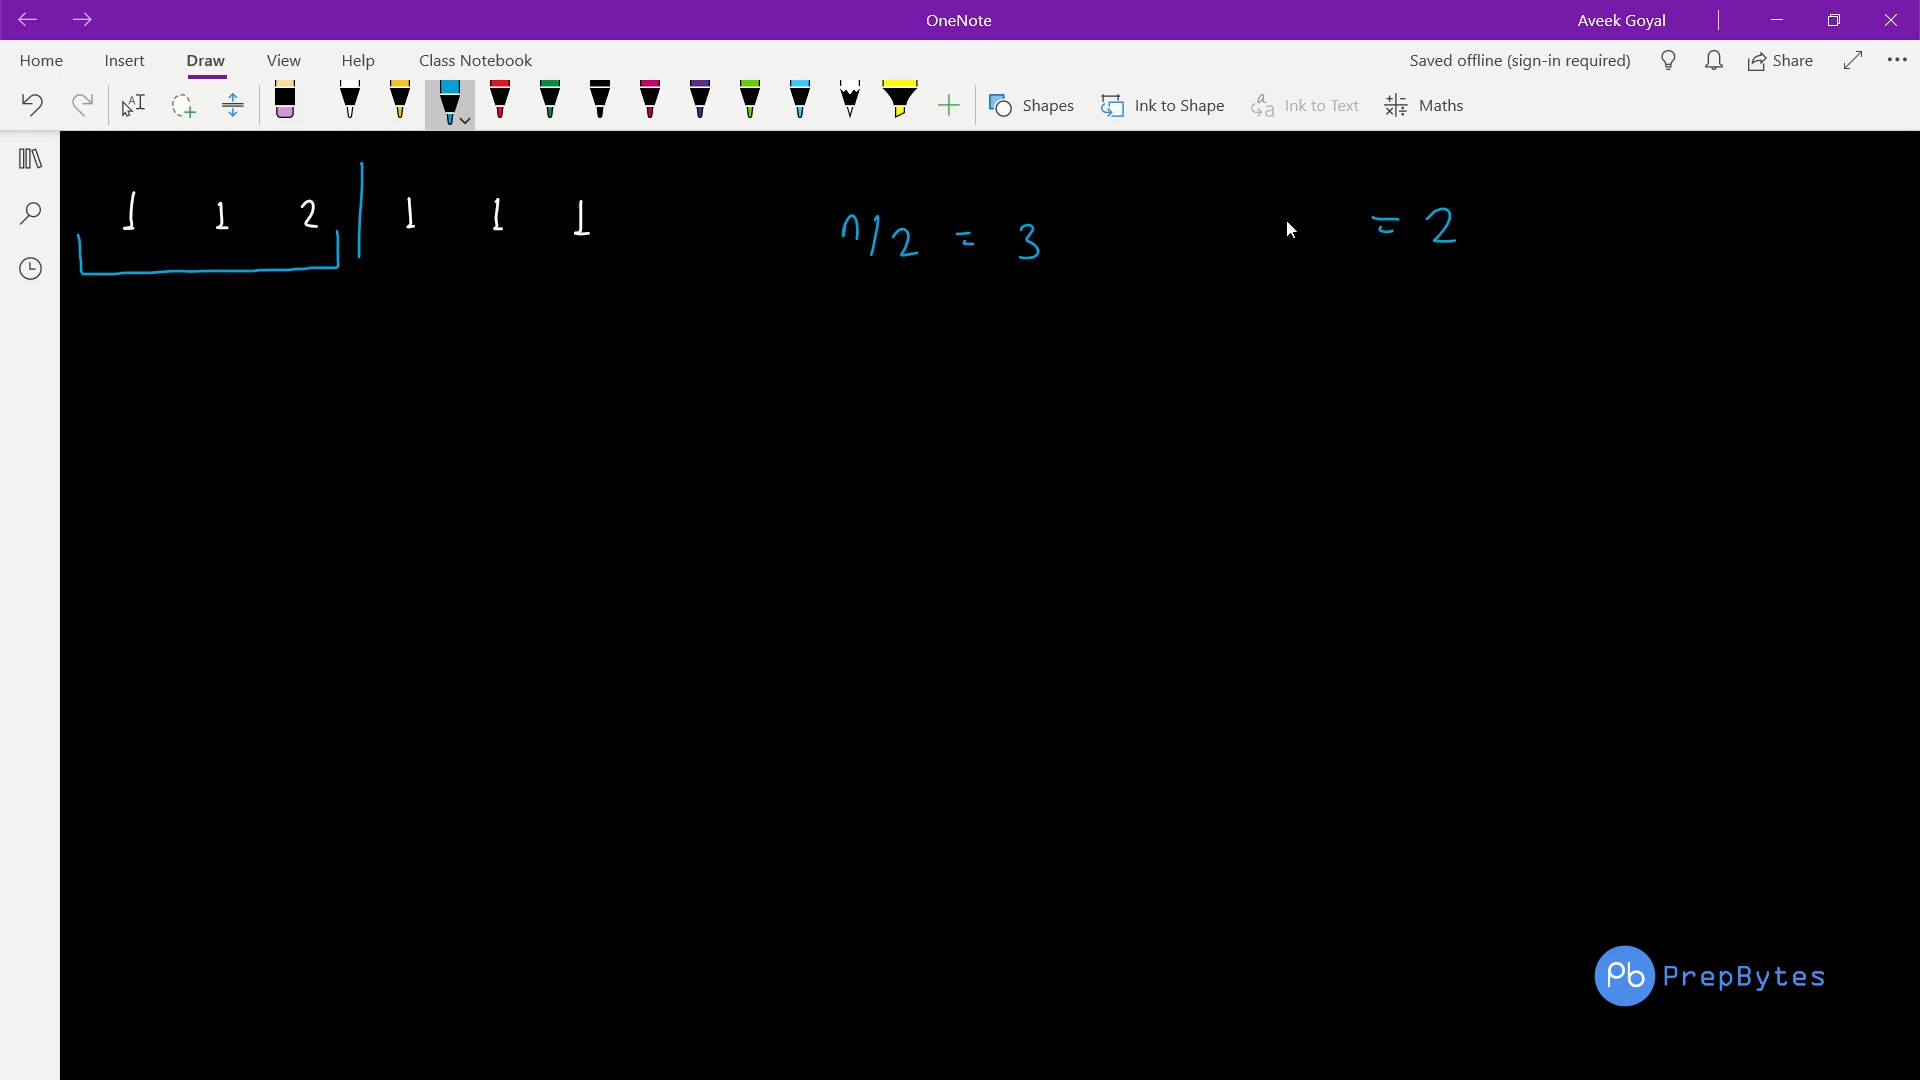 OneNote
Aveek Goyal
Home Insert Draw View Help Class Notebook
Saved offline (sign-in required) Share
Shapes Ink to Shape Ink to Text Maths
1 1 2 | 1 1 1
n/2 = 3
= 2
Pb PrepBytes